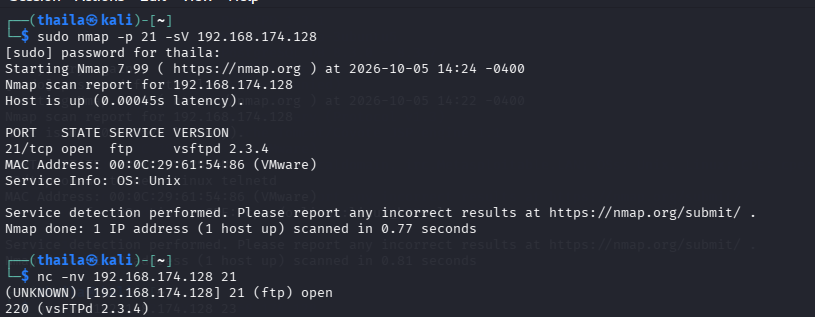 ┌──(thaila㉿kali)-[~]
└─$ sudo nmap -p 21 -sV 192.168.174.128
[sudo] password for thaila:
Starting Nmap 7.99 ( https://nmap.org ) at 2026-10-05 14:24 -0400
Nmap scan report for 192.168.174.128
Host is up (0.00045s latency).

PORT   STATE SERVICE VERSION
21/tcp open  ftp     vsftpd 2.3.4
MAC Address: 00:0C:29:61:54:86 (VMware)
Service Info: OS: Unix

Service detection performed. Please report any incorrect results at https://nmap.org/submit/ .
Nmap done: 1 IP address (1 host up) scanned in 0.77 seconds

┌──(thaila㉿kali)-[~]
└─$ nc -nv 192.168.174.128 21
(UNKNOWN) [192.168.174.128] 21 (ftp) open
220 (vsFTPd 2.3.4)